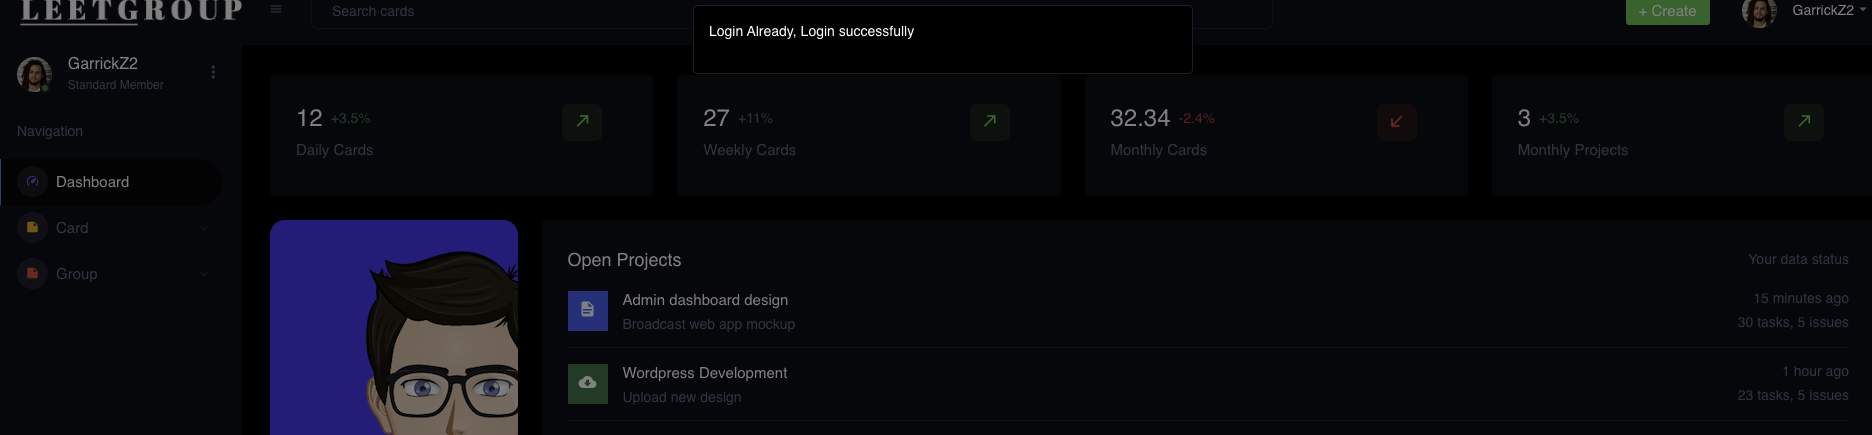 LEETGROUP
Search cards
+ Create
GarrickZ2
Login Already, Login successfully
GarrickZ2
Standard Member
Navigation
Dashboard
Card
Group
12 +3.5%
Daily Cards
27 +11%
Weekly Cards
32.34 -2.4%
Monthly Cards
3 +3.5%
Monthly Projects
Open Projects
Your data status
Admin dashboard design
15 minutes ago
Broadcast web app mockup
30 tasks, 5 issues
Wordpress Development
1 hour ago
Upload new design
23 tasks, 5 issues